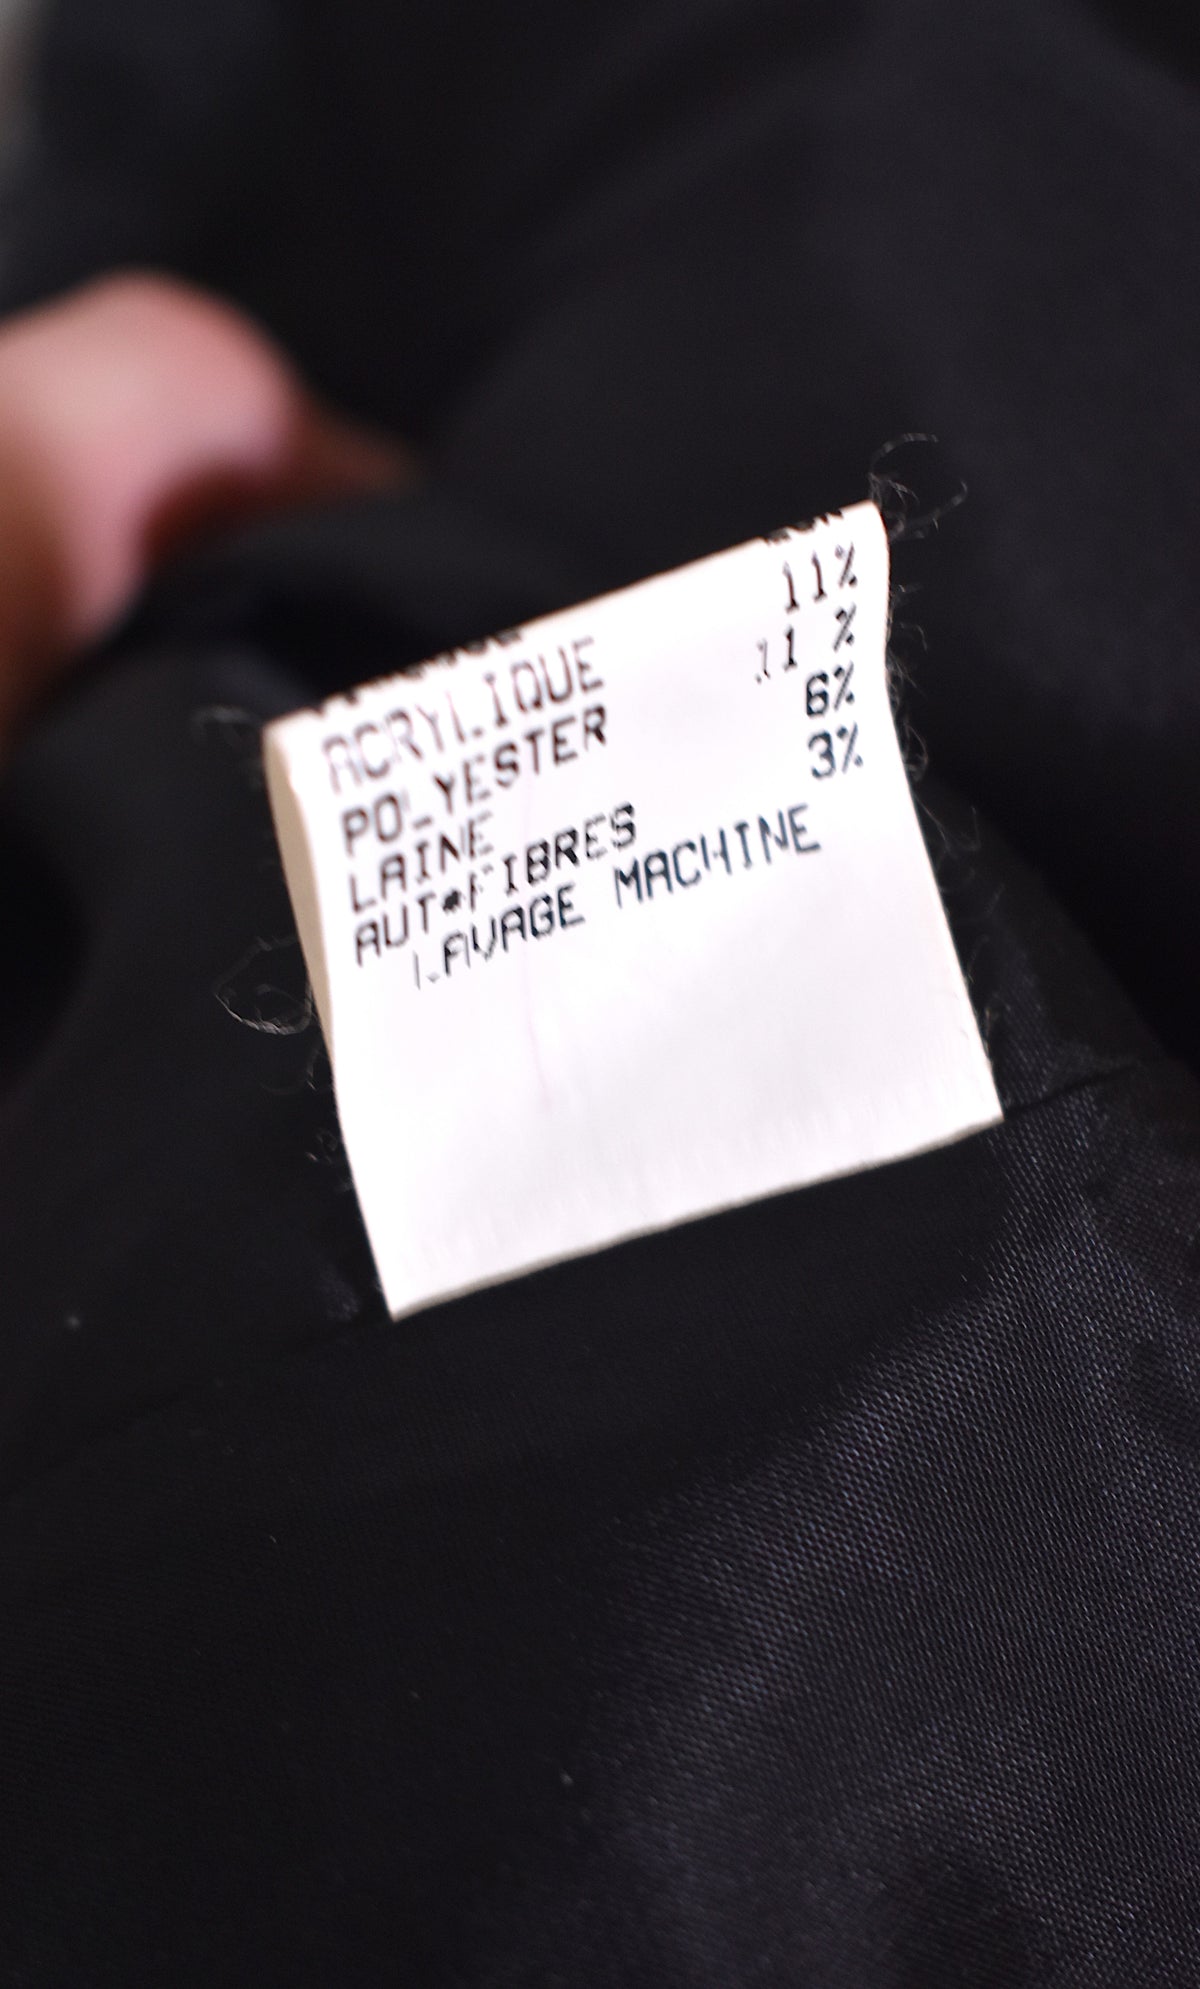 ACRYLIQUE 11%
POLYESTER 11 %
LAINE 6%
AUT*FIBRES 3%
LAVAGE MACHINE